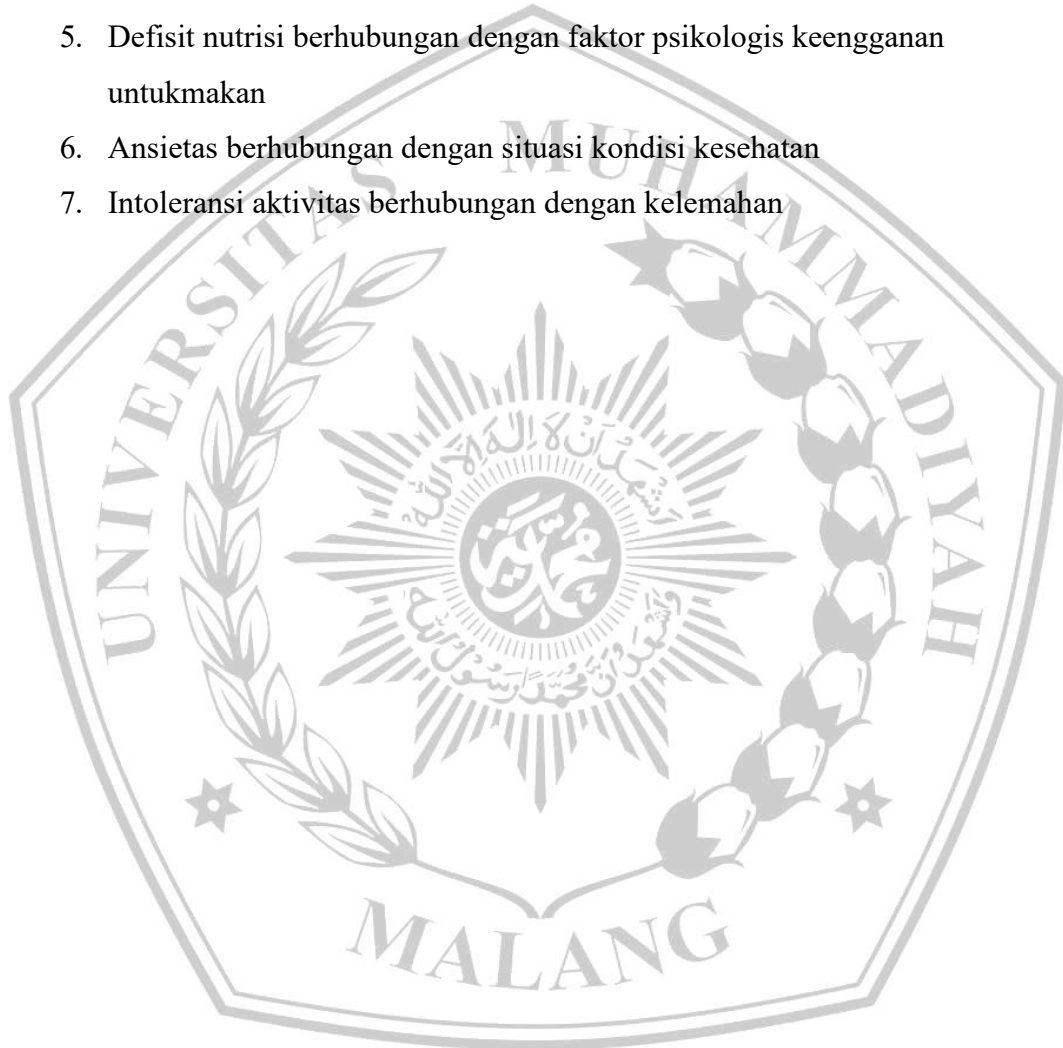 5. Defisit nutrisi berhubungan dengan faktor psikologis keengganan
untukmakan
6. Ansietas berhubungan dengan situasi kondisi kesehatan
7. Intoleransi aktivitas berhubungan dengan kelemahan
UNIVERSITAS MUHAMMADIYAH
MALANG